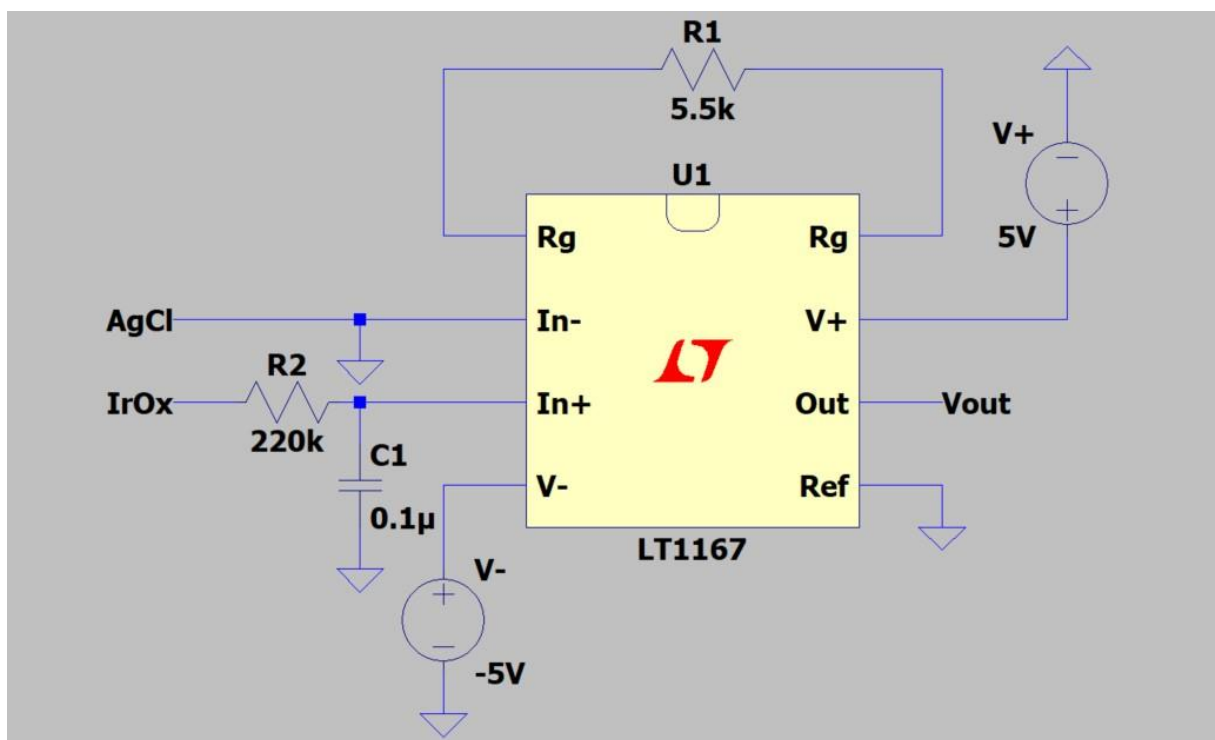 R1
5.5k
V+
5V
U1
Rg
Rg
AgCl
In-
V+
R2
IrOx
220k
In+
Out
Vout
C1
0.1µ
V-
Ref
LT1167
V-
-5V